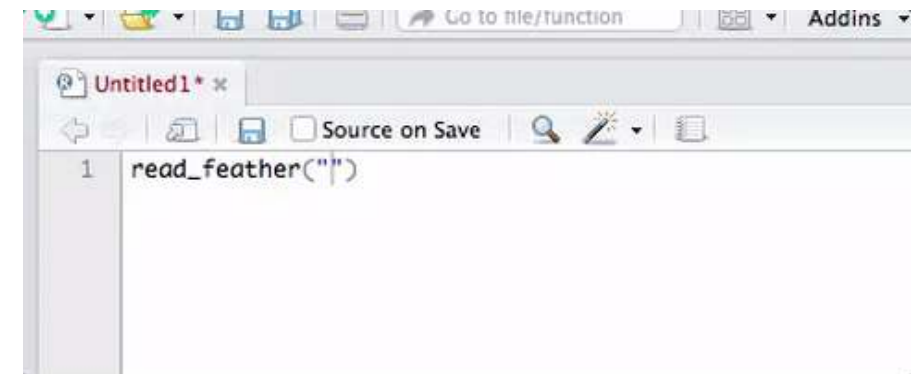 Go to file/function Addins
Untitled1*
Source on Save
1 read_feather("")